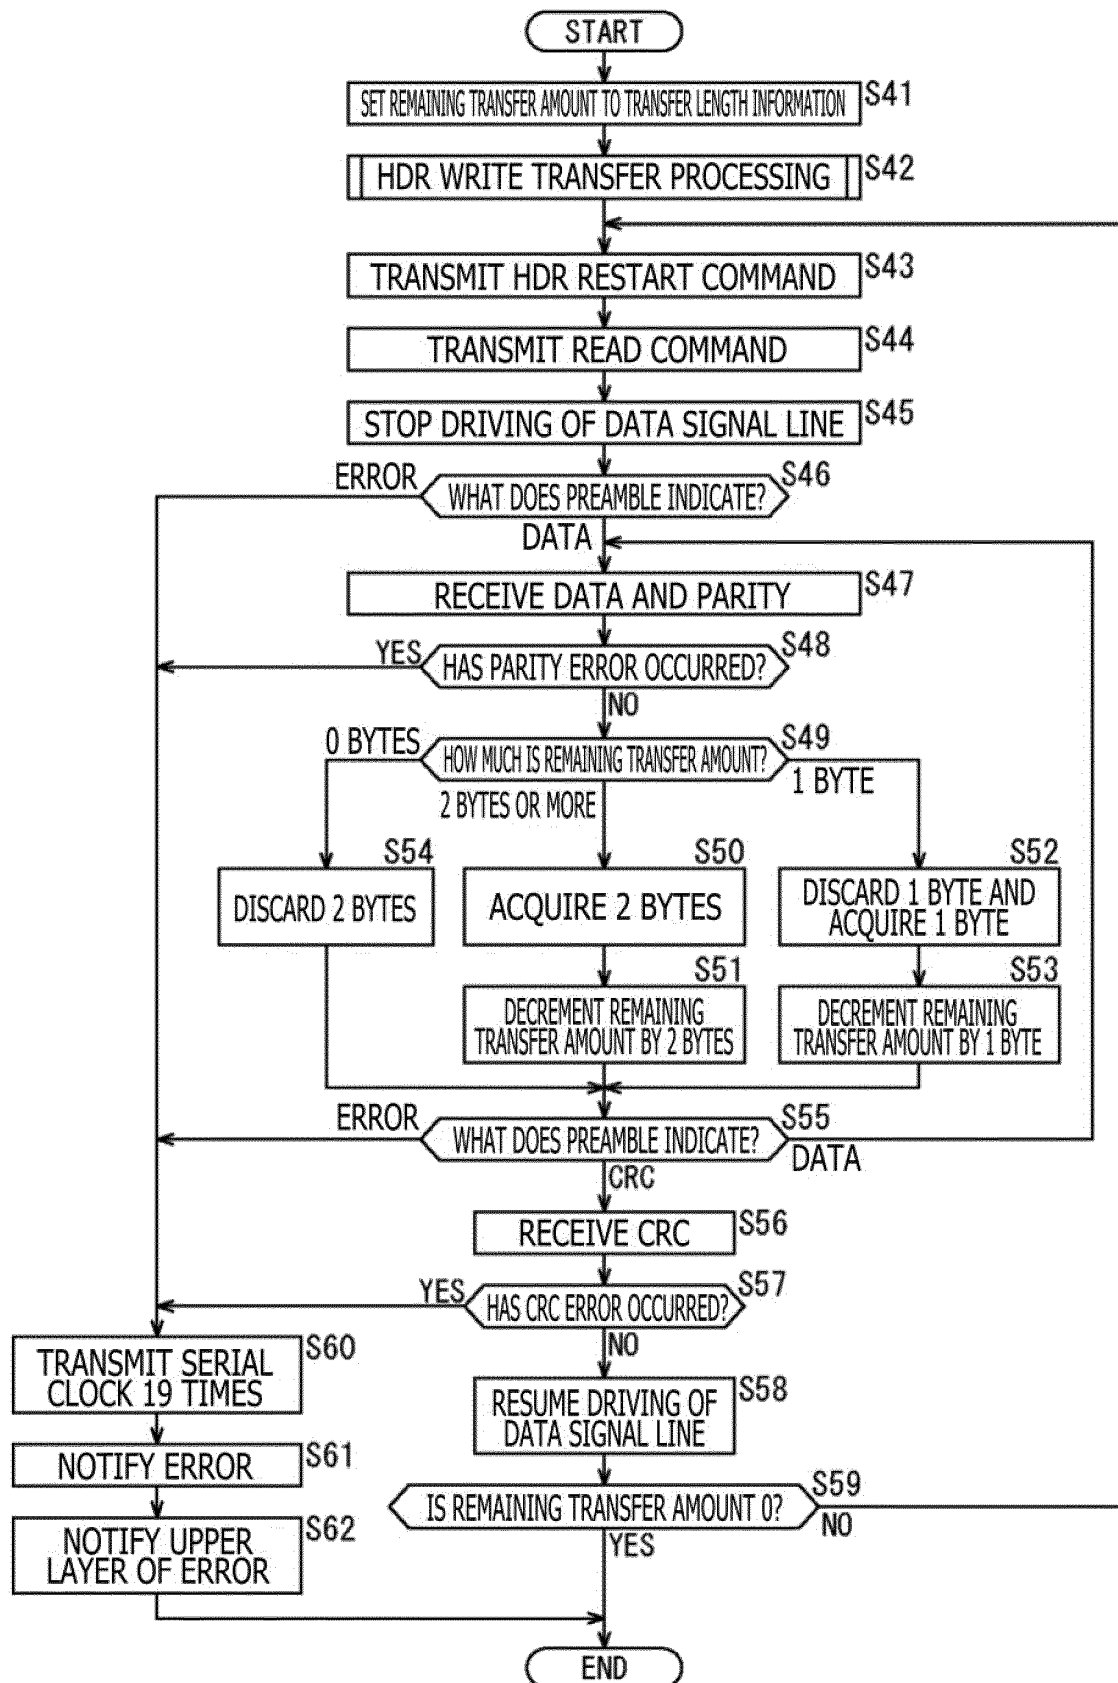 START
SET REMAINING TRANSFER AMOUNT TO TRANSFER LENGTH INFORMATION
S41
HDR WRITE TRANSFER PROCESSING
S42
TRANSMIT HDR RESTART COMMAND
S43
TRANSMIT READ COMMAND
S44
STOP DRIVING OF DATA SIGNAL LINE
S45
ERROR
WHAT DOES PREAMBLE INDICATE?
S46
DATA
RECEIVE DATA AND PARITY
S47
YES
HAS PARITY ERROR OCCURRED?
S48
NO
0 BYTES
HOW MUCH IS REMAINING TRANSFER AMOUNT?
S49
1 BYTE
2 BYTES OR MORE
S54
DISCARD 2 BYTES
S50
ACQUIRE 2 BYTES
S52
DISCARD 1 BYTE AND
ACQUIRE 1 BYTE
S51
DECREMENT REMAINING
TRANSFER AMOUNT BY 2 BYTES
S53
DECREMENT REMAINING
TRANSFER AMOUNT BY 1 BYTE
ERROR
WHAT DOES PREAMBLE INDICATE?
S55
DATA
CRC
RECEIVE CRC
S56
YES
HAS CRC ERROR OCCURRED?
S57
NO
TRANSMIT SERIAL
CLOCK 19 TIMES
S60
RESUME DRIVING OF
DATA SIGNAL LINE
S58
NOTIFY ERROR
S61
IS REMAINING TRANSFER AMOUNT 0?
S59
NO
YES
NOTIFY UPPER
LAYER OF ERROR
S62
END